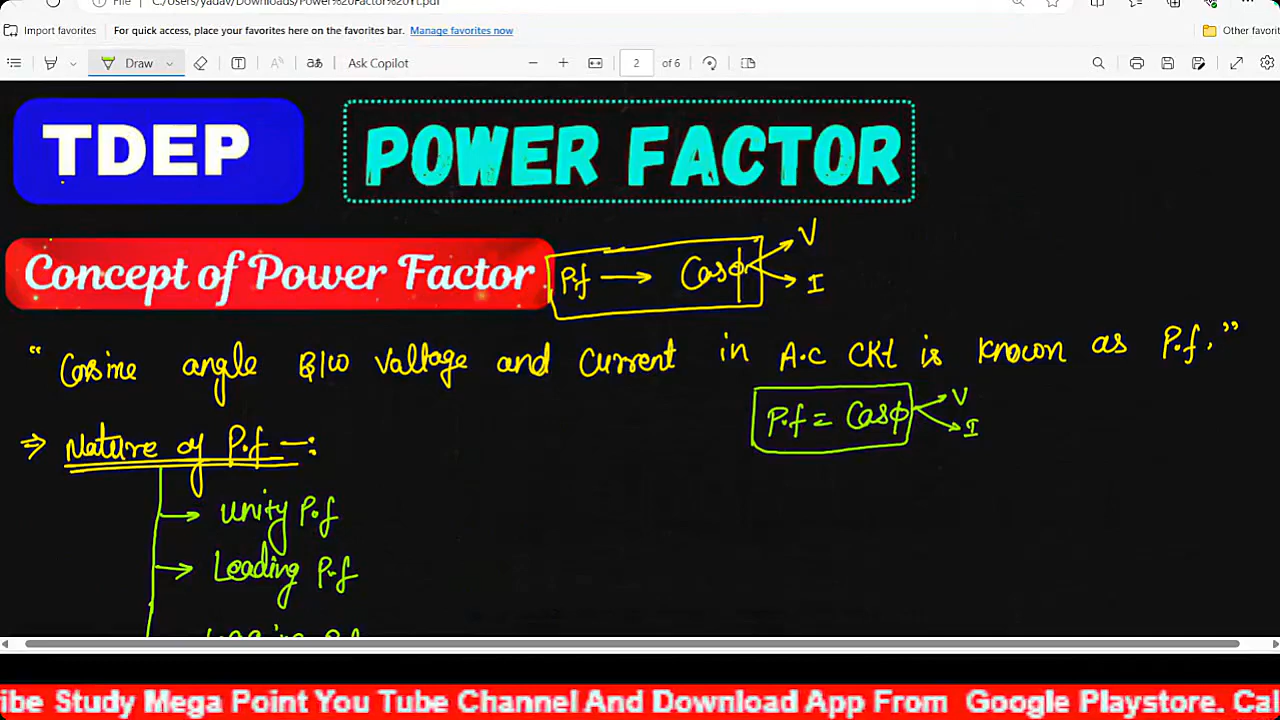 File C:/Users/yadav/Downloads/Power%20Factor%20Yt.pdf
Import favorites For quick access, place your favorites here on the favorites bar. Manage favorites now Other favorit
Draw Ask Copilot 2 of 6
TDEP POWER FACTOR
Concept of Power Factor P.f → Cosφ V
I
“ Cosine angle B/W Voltage and Current in A.C CKt is known as P.f. ”
P.f = Cosφ V
I
⇒ Nature of P.f —:
→ unity P.f
→ Leading P.f
ibe Study Mega Point You Tube Channel And Download App From Google Playstore. Cal